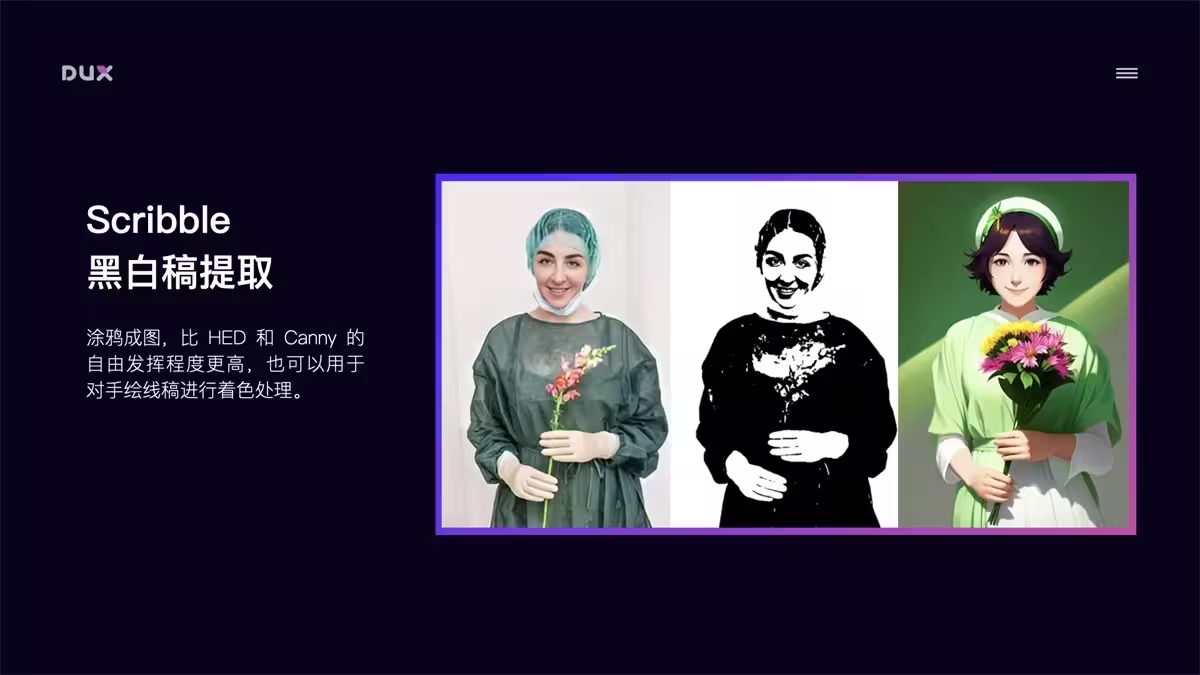 DUX
Scribble
黑白稿提取
涂鸦成图，比 HED 和 Canny 的
自由发挥程度更高，也可以用于
对手绘线稿进行着色处理。